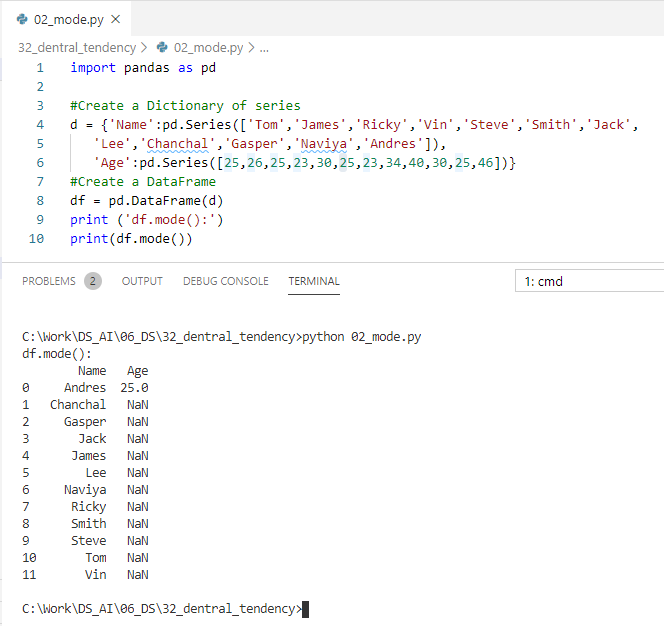 02_mode.py ×
32_dentral_tendency > 02_mode.py > ...
1 import pandas as pd
2
3 #Create a Dictionary of series
4 d = {'Name':pd.Series(['Tom','James','Ricky','Vin','Steve','Smith','Jack',
5    'Lee','Chanchal','Gasper','Naviya','Andres']),
6    'Age':pd.Series([25,26,25,23,30,25,23,34,40,30,25,46])}
7 #Create a DataFrame
8 df = pd.DataFrame(d)
9 print ('df.mode():')
10 print(df.mode())
PROBLEMS 2 OUTPUT DEBUG CONSOLE TERMINAL 1: cmd
C:\Work\DS_AI\06_DS\32_dentral_tendency>python 02_mode.py
df.mode():
        Name   Age
0     Andres  25.0
1   Chanchal   NaN
2     Gasper   NaN
3       Jack   NaN
4      James   NaN
5        Lee   NaN
6     Naviya   NaN
7      Ricky   NaN
8      Smith   NaN
9      Steve   NaN
10       Tom   NaN
11       Vin   NaN
C:\Work\DS_AI\06_DS\32_dentral_tendency>